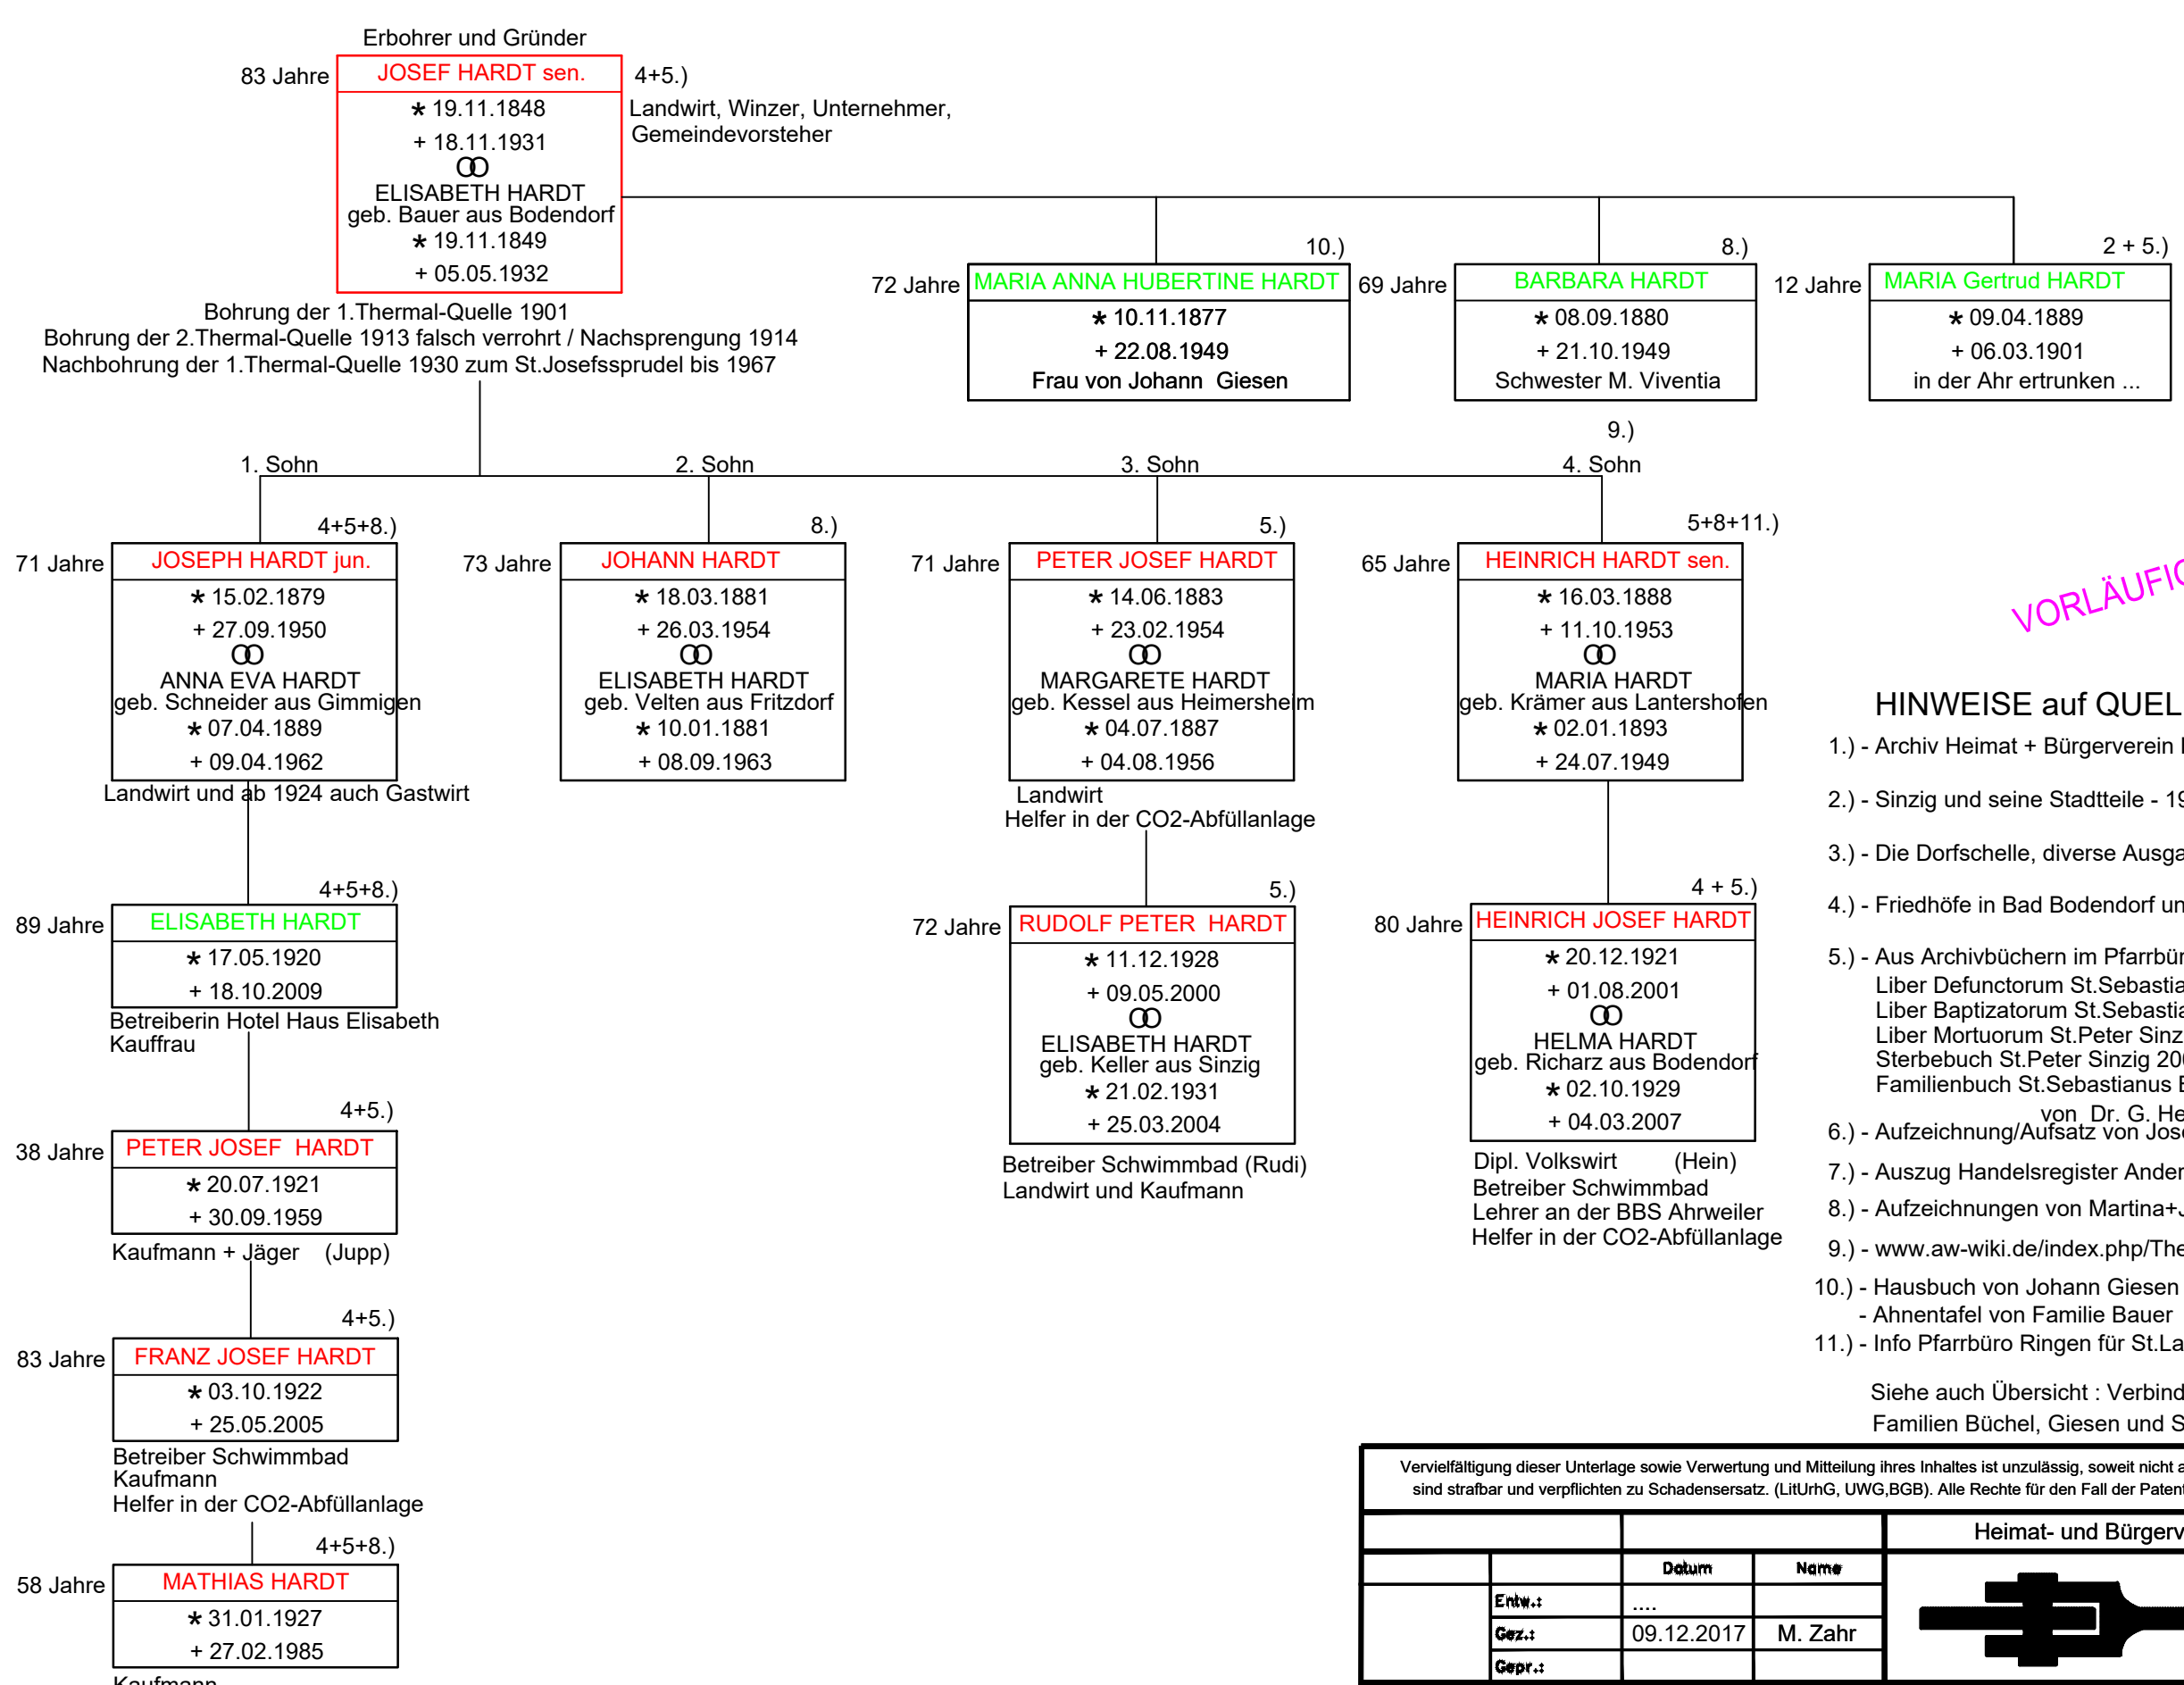 Erbohrer und Gründer
83 Jahre
JOSEF HARDT sen.
4+5.)
* 19.11.1848
+ 18.11.1931
ELISABETH HARDT
geb. Bauer aus Bodendorf
* 19.11.1849
+ 05.05.1932
Landwirt, Winzer, Unternehmer,
Gemeindevorsteher
Bohrung der 1.Thermal-Quelle 1901
Bohrung der 2.Thermal-Quelle 1913 falsch verrohrt / Nachsprengung 1914
Nachbohrung der 1.Thermal-Quelle 1930 zum St.Josefssprudel bis 1967
10.)
72 Jahre
MARIA ANNA HUBERTINE HARDT
* 10.11.1877
+ 22.08.1949
Frau von Johann Giesen
8.)
69 Jahre
BARBARA HARDT
* 08.09.1880
+ 21.10.1949
Schwester M. Viventia
2 + 5.)
12 Jahre
MARIA Gertrud HARDT
* 09.04.1889
+ 06.03.1901
in der Ahr ertrunken ...
9.)
1. Sohn
2. Sohn
3. Sohn
4. Sohn
4+5+8.)
71 Jahre
JOSEPH HARDT jun.
* 15.02.1879
+ 27.09.1950
ANNA EVA HARDT
geb. Schneider aus Gimmigen
* 07.04.1889
+ 09.04.1962
Landwirt und ab 1924 auch Gastwirt
8.)
73 Jahre
JOHANN HARDT
* 18.03.1881
+ 26.03.1954
ELISABETH HARDT
geb. Velten aus Fritzdorf
* 10.01.1881
+ 08.09.1963
5.)
71 Jahre
PETER JOSEF HARDT
* 14.06.1883
+ 23.02.1954
MARGARETE HARDT
geb. Kessel aus Heimersheim
* 04.07.1887
+ 04.08.1956
Landwirt
Helfer in der CO2-Abfüllanlage
5+8+11.)
65 Jahre
HEINRICH HARDT sen.
* 16.03.1888
+ 11.10.1953
MARIA HARDT
geb. Krämer aus Lantershofen
* 02.01.1893
+ 24.07.1949
4+5+8.)
89 Jahre
ELISABETH HARDT
* 17.05.1920
+ 18.10.2009
Betreiberin Hotel Haus Elisabeth
Kauffrau
4+5.)
38 Jahre
PETER JOSEF HARDT
* 20.07.1921
+ 30.09.1959
Kaufmann + Jäger (Jupp)
4+5.)
83 Jahre
FRANZ JOSEF HARDT
* 03.10.1922
+ 25.05.2005
Betreiber Schwimmbad
Kaufmann
Helfer in der CO2-Abfüllanlage
4+5+8.)
58 Jahre
MATHIAS HARDT
* 31.01.1927
+ 27.02.1985
Kaufmann
5.)
72 Jahre
RUDOLF PETER HARDT
* 11.12.1928
+ 09.05.2000
ELISABETH HARDT
geb. Keller aus Sinzig
* 21.02.1931
+ 25.03.2004
Betreiber Schwimmbad (Rudi)
Landwirt und Kaufmann
4 + 5.)
80 Jahre
HEINRICH JOSEF HARDT
* 20.12.1921
+ 01.08.2001
HELMA HARDT
geb. Richarz aus Bodendorf
* 02.10.1929
+ 04.03.2007
Dipl. Volkswirt (Hein)
Betreiber Schwimmbad
Lehrer an der BBS Ahrweiler
Helfer in der CO2-Abfüllanlage
VORLÄUFIG
HINWEISE auf QUEL
1.) - Archiv Heimat + Bürgerverein
2.) - Sinzig und seine Stadtteile - 19
3.) - Die Dorfschelle, diverse Ausga
4.) - Friedhöfe in Bad Bodendorf un
5.) - Aus Archivbüchern im Pfarrbür
Liber Defunctorum St.Sebastia
Liber Baptizatorum St.Sebastia
Liber Mortuorum St.Peter Sinz
Sterbebuch St.Peter Sinzig 20
Familienbuch St.Sebastianus
von Dr. G. He
6.) - Aufzeichnung/Aufsatz von Jos
7.) - Auszug Handelsregister Ander
8.) - Aufzeichnungen von Martina+J
9.) - www.aw-wiki.de/index.php/The
10.) - Hausbuch von Johann Giesen
- Ahnentafel von Familie Bauer
11.) - Info Pfarrbüro Ringen für St.La
Siehe auch Übersicht : Verbind
Familien Büchel, Giesen und S
Vervielfältigung dieser Unterlage sowie Verwertung und Mitteilung ihres Inhaltes ist unzulässig, soweit nicht a
sind strafbar und verpflichten zu Schadensersatz. (LitUrhG, UWG,BGB). Alle Rechte für den Fall der Patent
Heimat- und Bürgerv
Datum Name
Entw.: ....
Gez.: 09.12.2017 M. Zahr
Gepr.: